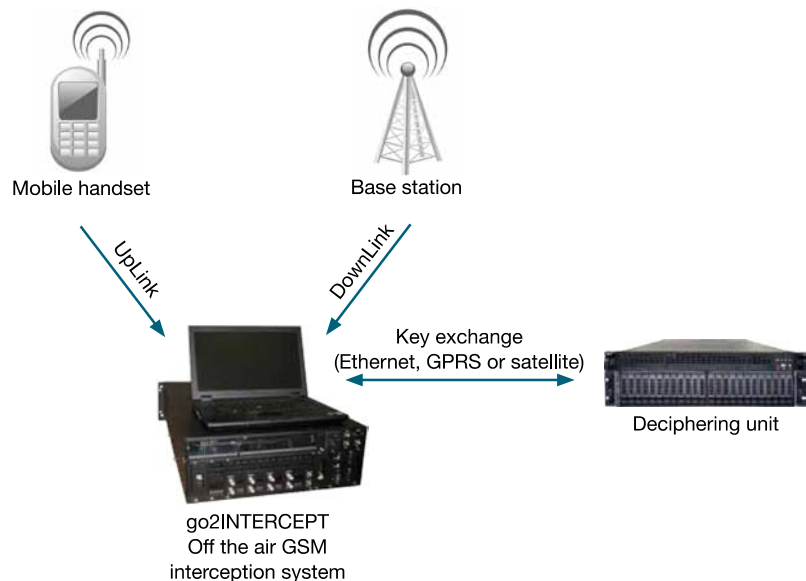 Mobile handset
Base station
UpLink
DownLink
Key exchange
(Ethernet, GPRS or satellite)
Deciphering unit
go2INTERCEPT
Off the air GSM
interception system